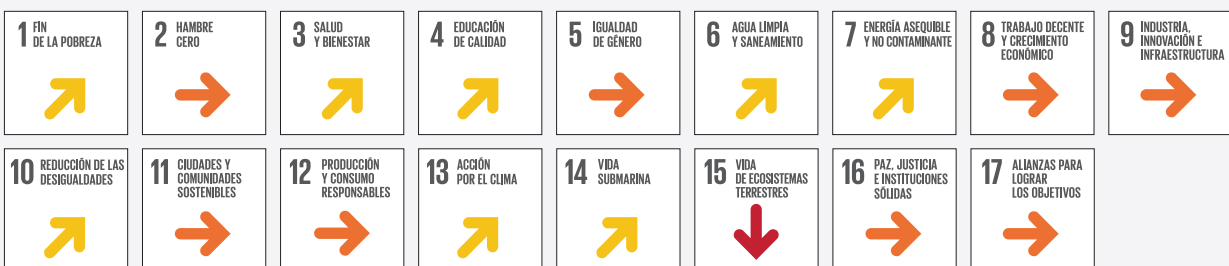 1 FIN
DE LA POBREZA
2 HAMBRE
CERO
3 SALUD
Y BIENESTAR
4 EDUCACIÓN
DE CALIDAD
5 IGUALDAD
DE GÉNERO
6 AGUA LIMPIA
Y SANEAMIENTO
7 ENERGÍA ASEQUIBLE
Y NO CONTAMINANTE
8 TRABAJO DECENTE
Y CRECIMIENTO
ECONÓMICO
9 INDUSTRIA,
INNOVACIÓN E
INFRAESTRUCTURA
10 REDUCCIÓN DE LAS
DESIGUALDADES
11 CIUDADES Y
COMUNIDADES
SOSTENIBLES
12 PRODUCCIÓN
Y CONSUMO
RESPONSABLES
13 ACCIÓN
POR EL CLIMA
14 VIDA
SUBMARINA
15 VIDA
DE ECOSISTEMAS
TERRESTRES
16 PAZ, JUSTICIA
E INSTITUCIONES
SÓLIDAS
17 ALIANZAS PARA
LOGRAR
LOS OBJETIVOS